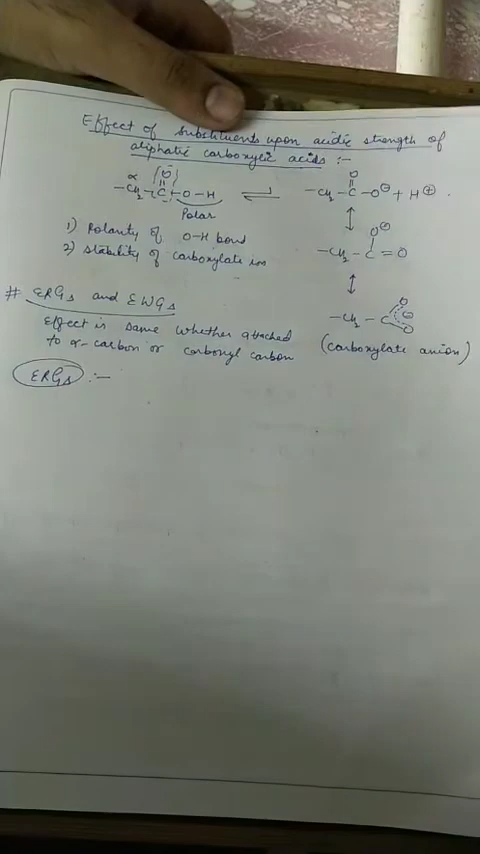 Effect of Substituents upon acidic strength of
aliphatic carboxylic acids :-
α O O
-CH2-C-O-H ⇌ -CH2-C-O⊖ + H⊕
Polar
1) Polarity of O-H bond
2) Stability of carboxylate ion
O⊖
-CH2-C=O
# ERGs and EWGs
Effect is same whether attached
to α-carbon or carbonyl carbon
O
-CH2-C ⊖
O
(carboxylate anion)
ERGs :-